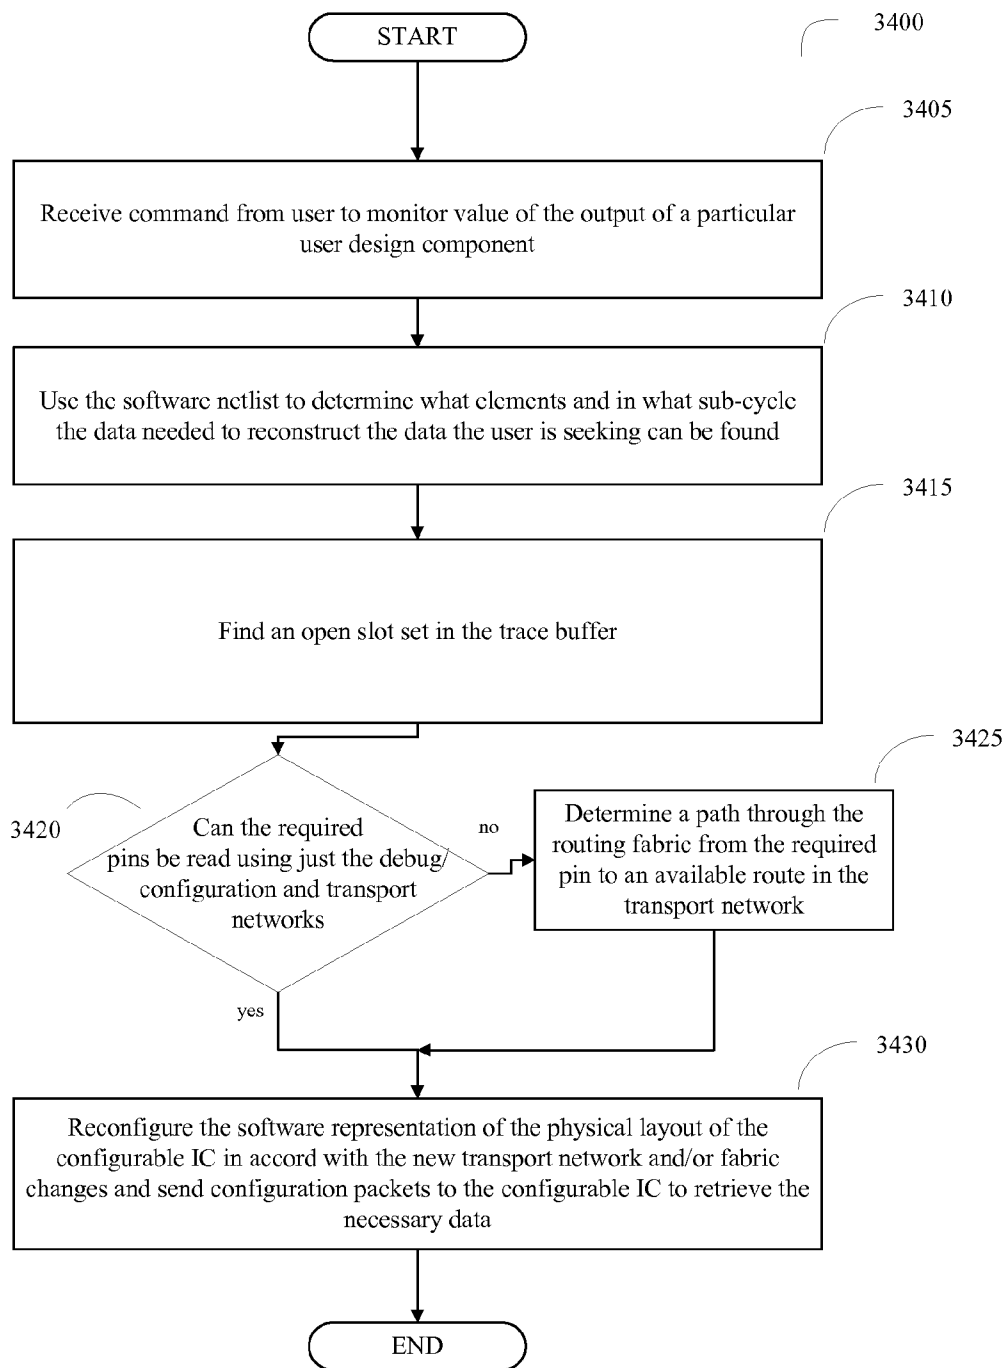 START
3400
3405
Receive command from user to monitor value of the output of a particular
user design component
3410
Use the software netlist to determine what elements and in what sub-cycle
the data needed to reconstruct the data the user is seeking can be found
3415
Find an open slot set in the trace buffer
3425
3420
Can the required
pins be read using just the debug/
configuration and transport
networks
no
Determine a path through the
routing fabric from the required
pin to an available route in the
transport network
yes
3430
Reconfigure the software representation of the physical layout of the
configurable IC in accord with the new transport network and/or fabric
changes and send configuration packets to the configurable IC to retrieve the
necessary data
END